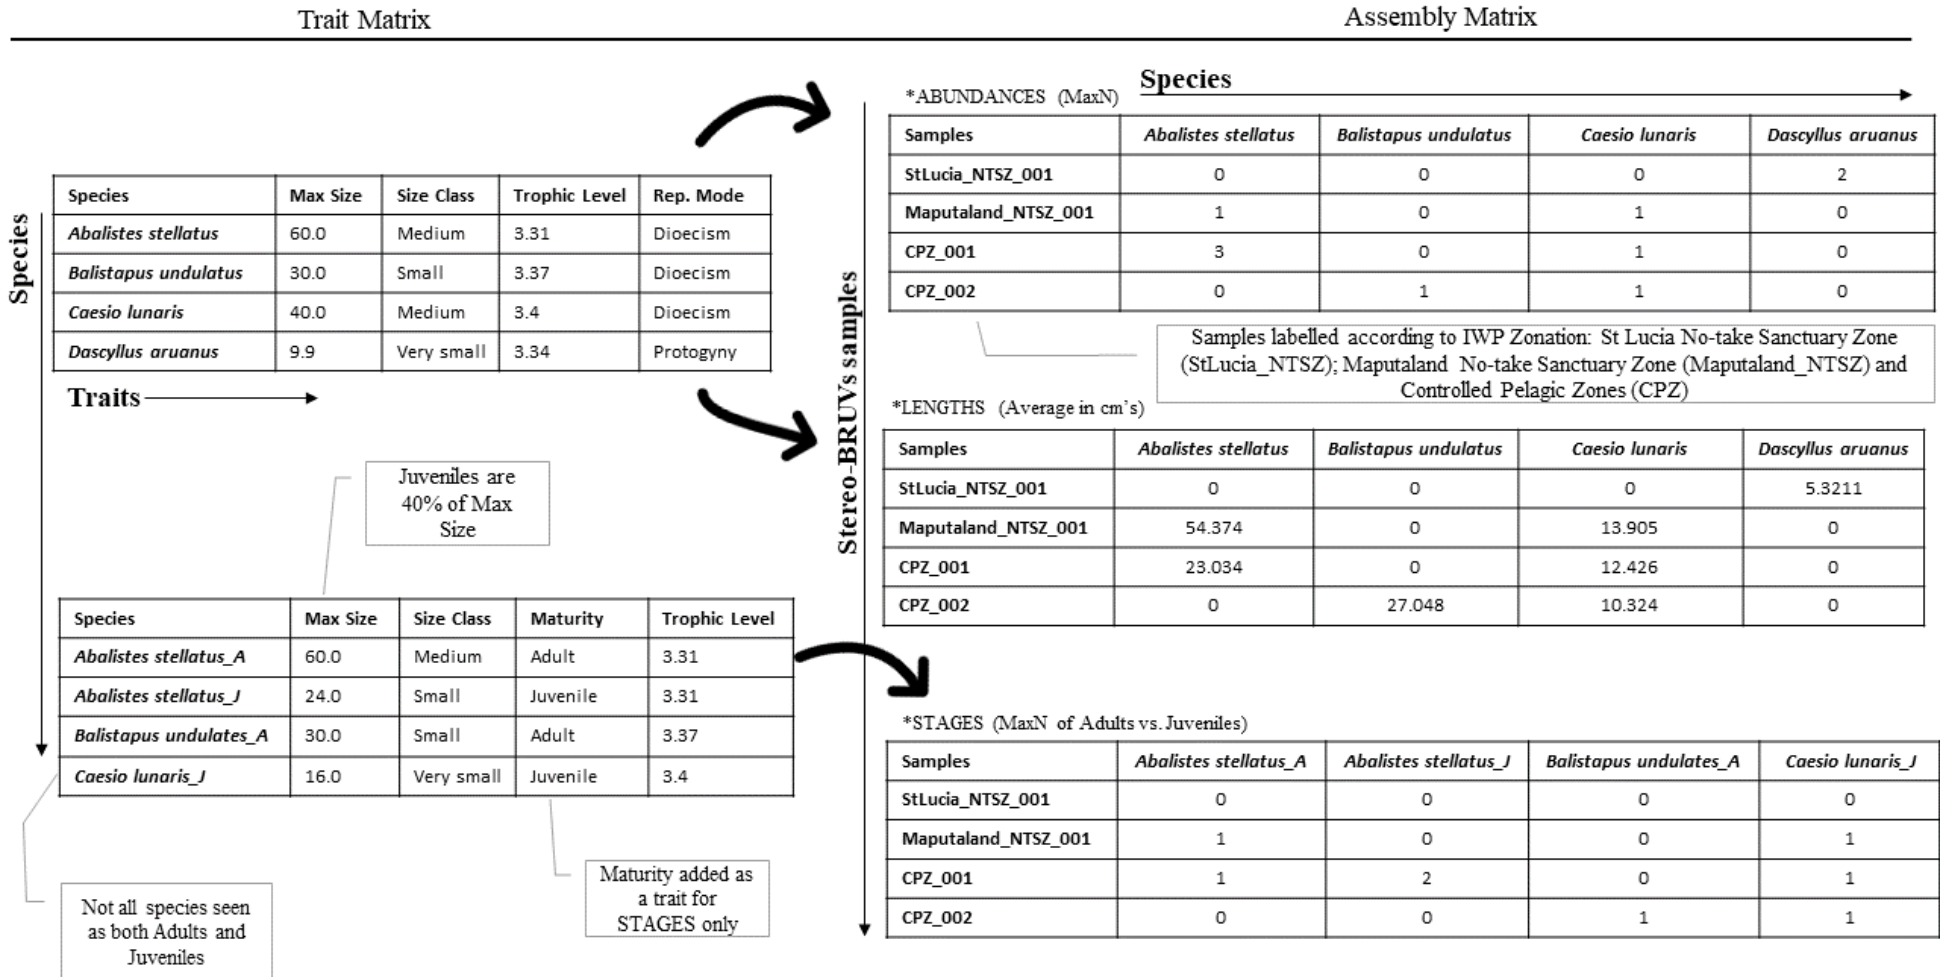 Trait Matrix
Assembly Matrix
Species
Species Max Size Size Class Trophic Level Rep. Mode
Abalistes stellatus 60.0 Medium 3.31 Dioecism
Balistapus undulatus 30.0 Small 3.37 Dioecism
Caesio lunaris 40.0 Medium 3.4 Dioecism
Dascyllus aruanus 9.9 Very small 3.34 Protogyny
Traits
Juveniles are
40% of Max
Size
Species Max Size Size Class Maturity Trophic Level
Abalistes stellatus_A 60.0 Medium Adult 3.31
Abalistes stellatus_J 24.0 Small Juvenile 3.31
Balistapus undulates_A 30.0 Small Adult 3.37
Caesio lunaris_J 16.0 Very small Juvenile 3.4
Not all species seen
as both Adults and
Juveniles
Maturity added as
a trait for
STAGES only
Stereo-BRUVs samples
Species
*ABUNDANCES (MaxN)
Samples Abalistes stellatus Balistapus undulatus Caesio lunaris Dascyllus aruanus
StLucia_NTSZ_001 0 0 0 2
Maputaland_NTSZ_001 1 0 1 0
CPZ_001 3 0 1 0
CPZ_002 0 1 1 0
Samples labelled according to IWP Zonation: St Lucia No-take Sanctuary Zone
(StLucia_NTSZ); Maputaland No-take Sanctuary Zone (Maputaland_NTSZ) and
Controlled Pelagic Zones (CPZ)
*LENGTHS (Average in cm's)
Samples Abalistes stellatus Balistapus undulatus Caesio lunaris Dascyllus aruanus
StLucia_NTSZ_001 0 0 0 5.3211
Maputaland_NTSZ_001 54.374 0 13.905 0
CPZ_001 23.034 0 12.426 0
CPZ_002 0 27.048 10.324 0
*STAGES (MaxN of Adults vs. Juveniles)
Samples Abalistes stellatus_A Abalistes stellatus_J Balistapus undulates_A Caesio lunaris_J
StLucia_NTSZ_001 0 0 0 0
Maputaland_NTSZ_001 1 0 0 1
CPZ_001 1 2 0 1
CPZ_002 0 0 1 1